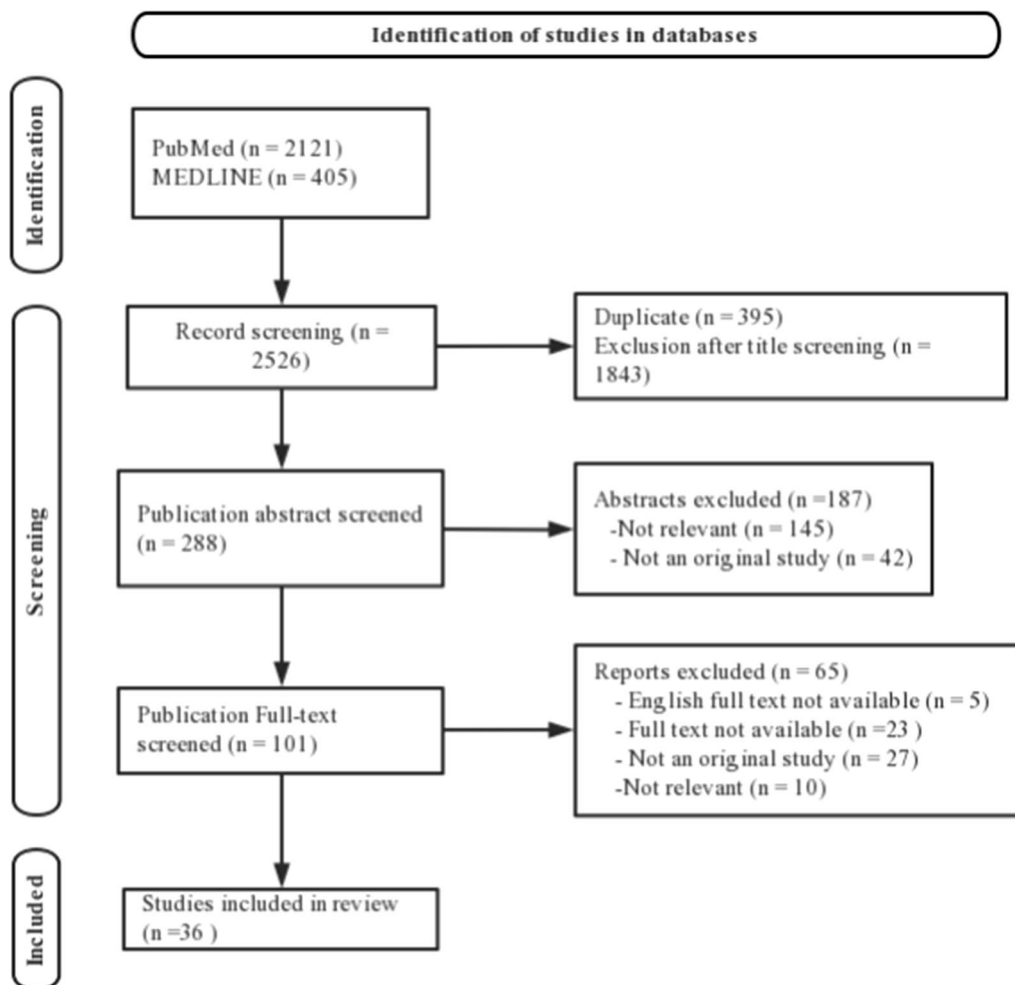 Identification of studies in databases
Identification
PubMed (n = 2121)
MEDLINE (n = 405)
Screening
Record screening (n =
2526)
Duplicate (n = 395)
Exclusion after title screening (n =
1843)
Publication abstract screened
(n = 288)
Abstracts excluded (n =187)
-Not relevant (n = 145)
- Not an original study (n = 42)
Publication Full-text
screened (n = 101)
Reports excluded (n = 65)
- English full text not available (n = 5)
- Full text not available (n =23 )
- Not an original study (n = 27)
-Not relevant (n = 10)
Included
Studies included in review
(n =36 )